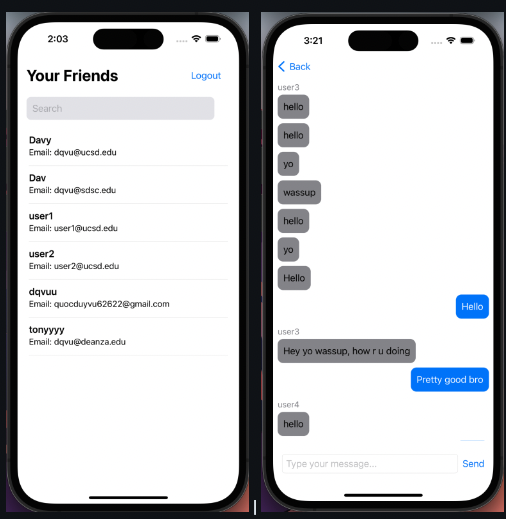 2:03
Your Friends
Logout
Search
Davy
Email: dqvu@ucsd.edu
Dav
Email: dqvu@sdsc.edu
user1
Email: user1@ucsd.edu
user2
Email: user2@ucsd.edu
dqvuu
Email: quocduyvu62622@gmail.com
tonyyyy
Email: dqvu@deanza.edu
3:21
Back
user3
hello
hello
yo
wassup
hello
yo
Hello
Hello
user3
Hey yo wassup, how r u doing
Pretty good bro
user4
hello
Type your message...
Send